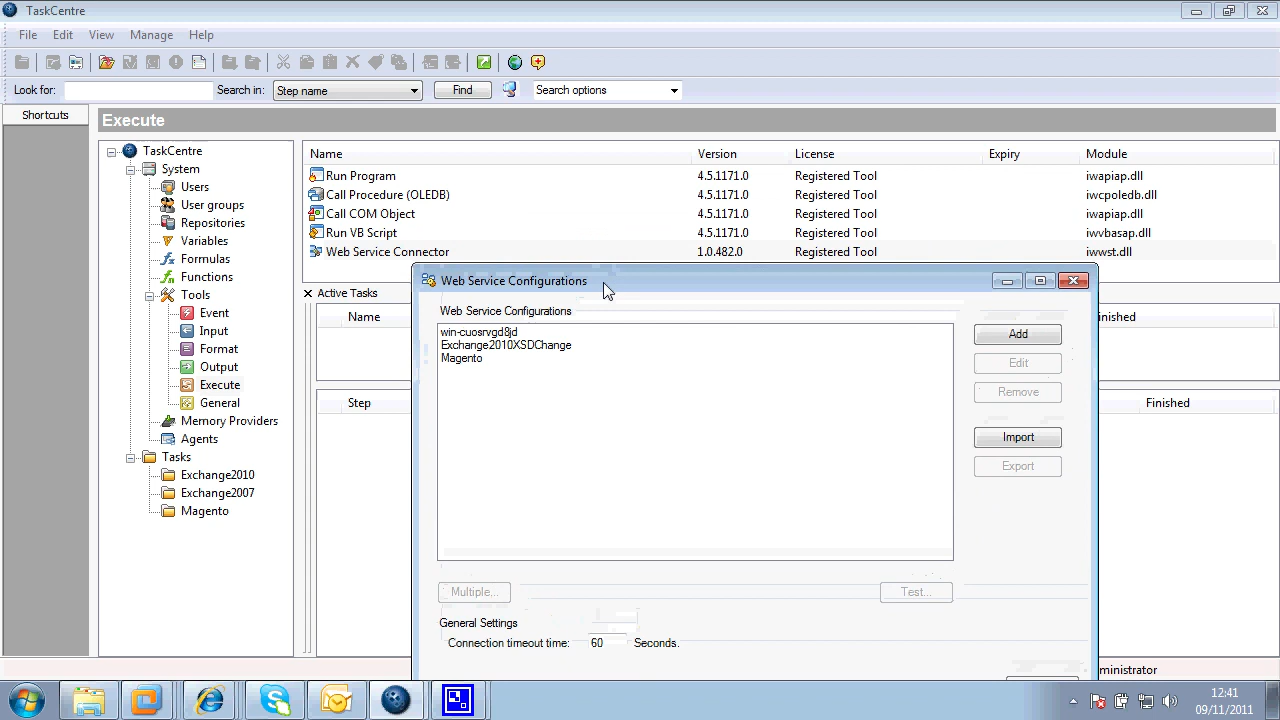 TaskCentre
File Edit View Manage Help
Look for: Search in: Step name Find Search options
Shortcuts
Execute
TaskCentre
System
Users
User groups
Repositories
Variables
Formulas
Functions
Tools
Event
Input
Format
Output
Execute
General
Memory Providers
Agents
Tasks
Exchange2010
Exchange2007
Magento
Name Version License Expiry Module
Run Program 4.5.1171.0 Registered Tool iwapiap.dll
Call Procedure (OLEDB) 4.5.1171.0 Registered Tool iwcpoledb.dll
Call COM Object 4.5.1171.0 Registered Tool iwapiap.dll
Run VB Script 4.5.1171.0 Registered Tool iwvbasap.dll
Web Service Connector 1.0.482.0 Registered Tool iwwst.dll
Active Tasks
Name inished
Step Finished
Web Service Configurations
Web Service Configurations
win-cuosrvgd8jd
Exchange2010XSDChange
Magento
Add
Edit
Remove
Import
Export
Multiple... Test...
General Settings
Connection timeout time: 60 Seconds.
ministrator
12:41
09/11/2011